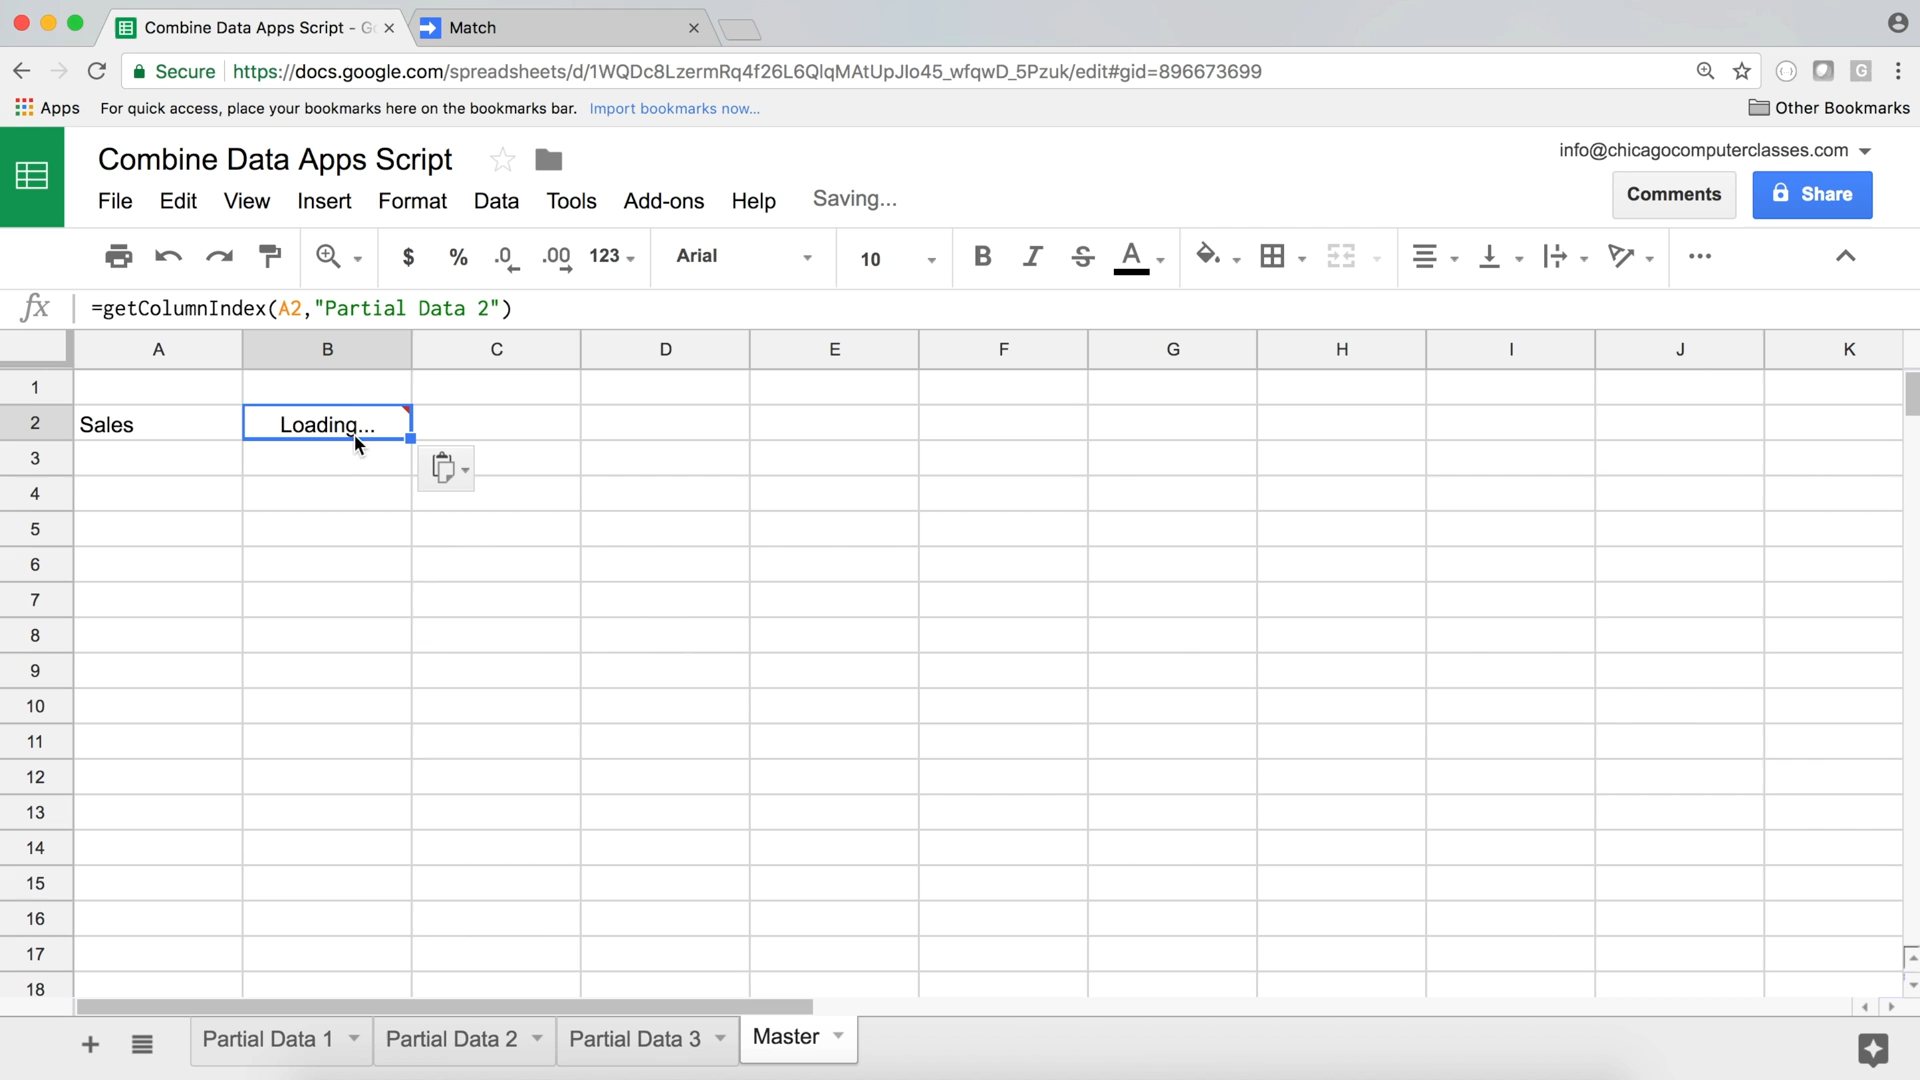 Combine Data Apps Script - G
Match
Secure
https://docs.google.com/spreadsheets/d/1WQDc8LzermRq4f26L6QlqMAtUpJlo45_wfqwD_5Pzuk/edit#gid=896673699
Apps
For quick access, place your bookmarks here on the bookmarks bar.
Import bookmarks now...
Other Bookmarks
Combine Data Apps Script
info@chicagocomputerclasses.com
File Edit View Insert Format Data Tools Add-ons Help
Saving...
Comments
Share
$ % .0 .00 123
Arial
10
B I S A
fx
=getColumnIndex(A2,"Partial Data 2")
A B C D E F G H I J K
1
2 Sales Loading...
3
4
5
6
7
8
9
10
11
12
13
14
15
16
17
18
Partial Data 1
Partial Data 2
Partial Data 3
Master